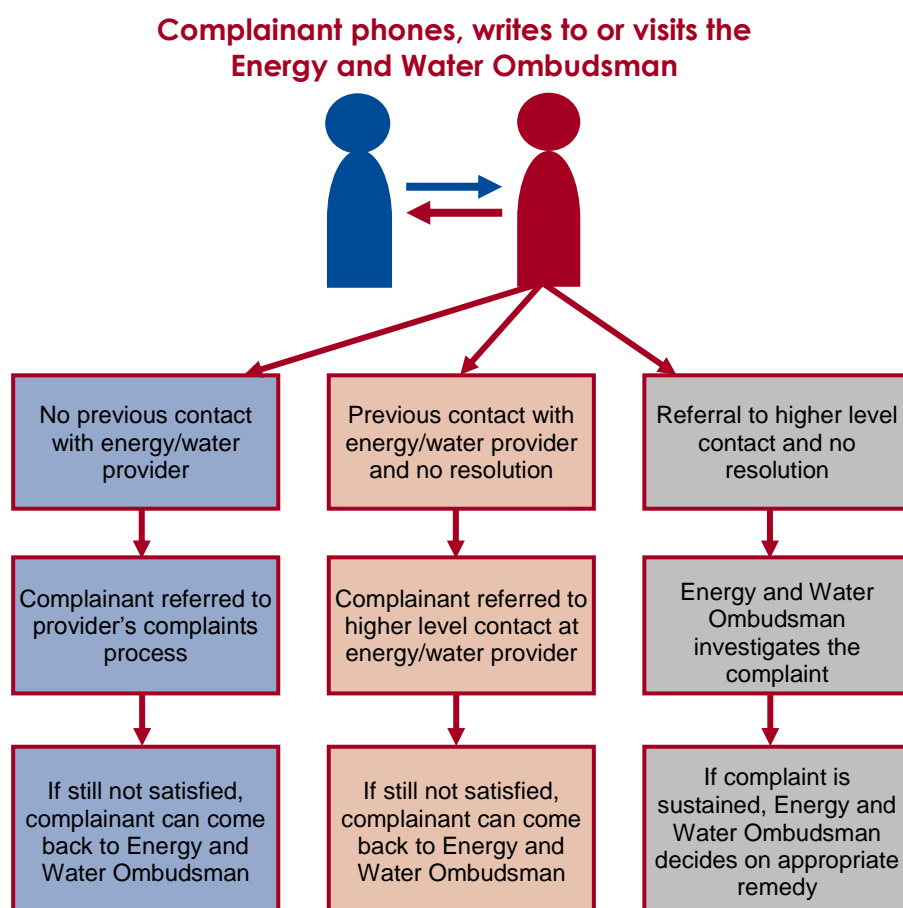 Complainant phones, writes to or visits the
Energy and Water Ombudsman
No previous contact
with energy/water
provider
Previous contact with
energy/water provider
and no resolution
Referral to higher level
contact and no
resolution
Complainant referred to
provider’s complaints
process
Complainant referred to
higher level contact at
energy/water provider
Energy and Water
Ombudsman
investigates the
complaint
If still not satisfied,
complainant can come
back to Energy and
Water Ombudsman
If still not satisfied,
complainant can come
back to Energy and
Water Ombudsman
If complaint is
sustained, Energy and
Water Ombudsman
decides on appropriate
remedy